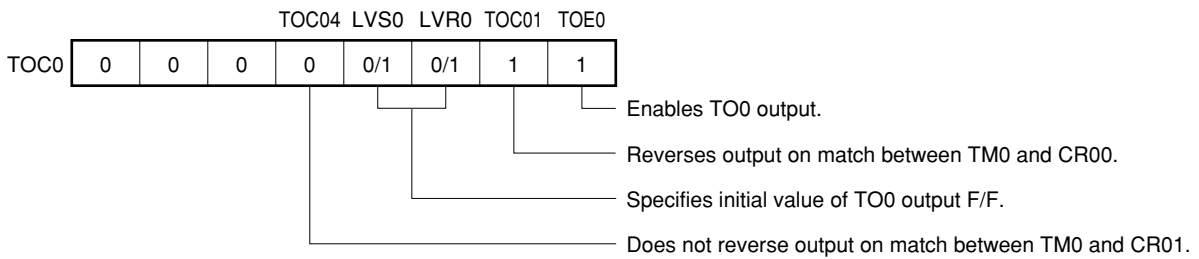 TOC04 LVS0 LVR0 TOC01 TOE0
TOC0 0 0 0 0 0/1 0/1 1 1
Enables TO0 output.
Reverses output on match between TM0 and CR00.
Specifies initial value of TO0 output F/F.
Does not reverse output on match between TM0 and CR01.